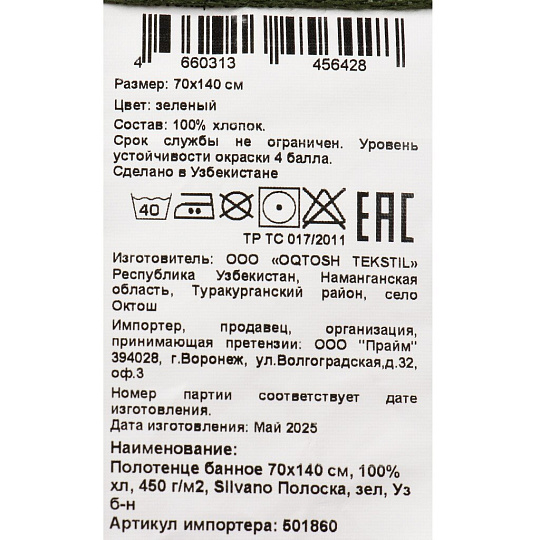 4 660313 456428
Размер: 70х140 см
Цвет: зеленый
Состав: 100% хлопок.
Срок службы не ограничен. Уровень
устойчивости окраски 4 балла.
Сделано в Узбекистане
40
ЕАС
ТР ТС 017/2011
Изготовитель: ООО «OQTOSH TEKSTIL»
Республика Узбекистан, Наманганская
область, Туракурганский район, село
Октош
Импортер, продавец, организация,
принимающая претензии: ООО "Прайм"
394028, г.Воронеж, ул.Волгоградская,д.32,
оф.3
Номер партии соответствует дате
изготовления.
Дата изготовления: Май 2025
Наименование:
Полотенце банное 70х140 см, 100%
хл, 450 г/м2, Silvano Полоска, зел, Уз
б-н
Артикул импортера: 501860